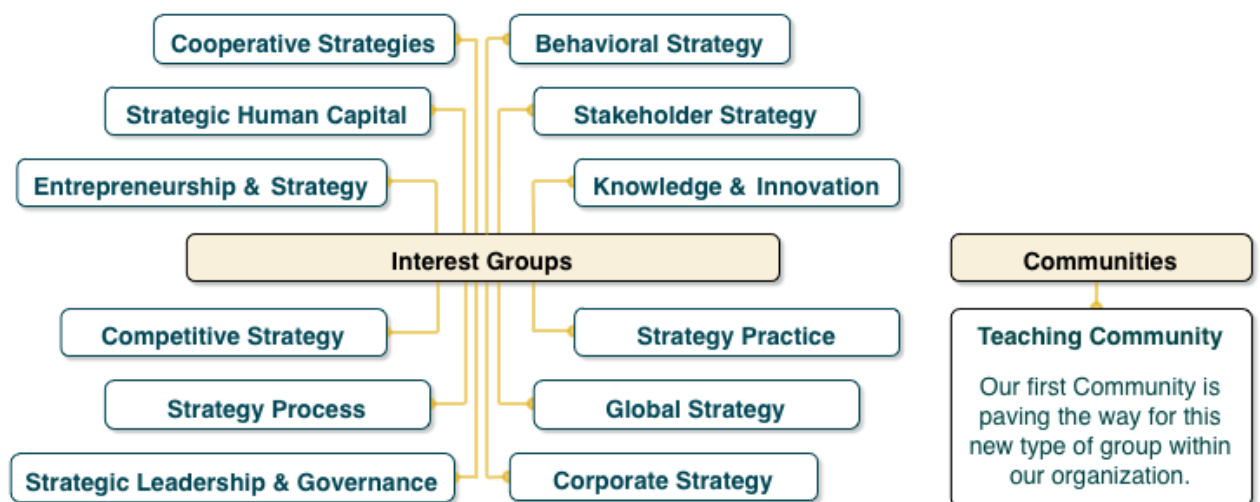 Cooperative Strategies
Behavioral Strategy
Strategic Human Capital
Stakeholder Strategy
Entrepreneurship & Strategy
Knowledge & Innovation
Interest Groups
Communities
Competitive Strategy
Strategy Practice
Strategy Process
Global Strategy
Strategic Leadership & Governance
Corporate Strategy
Teaching Community
Our first Community is
paving the way for this
new type of group within
our organization.